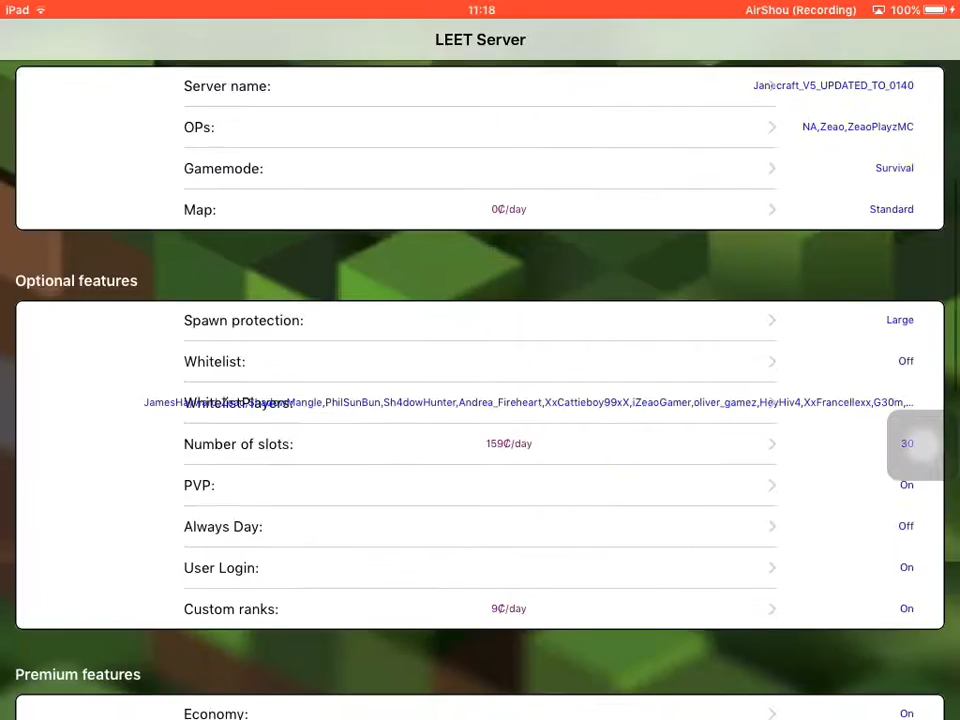 iPad 11:18 AirShou (Recording) 100%
LEET Server
Server name: Janecraft_V5_UPDATED_TO_0140
OPs: NA,Zeao,ZeaoPlayzMC
Gamemode: Survival
Map: 0₵/day Standard
Optional features
Spawn protection: Large
Whitelist: Off
WhitelistPlayers: ,PhilSunBun,Sh4dowHunter,Andrea_Fireheart,XxCattieboy99xX,iZeaoGamer,oliver_gamez,HeyHiv4,XxFrancellexx,G30m,...
Number of slots: 159₵/day 30
PVP: On
Always Day: Off
User Login: On
Custom ranks: 9₵/day On
Premium features
Economy: On